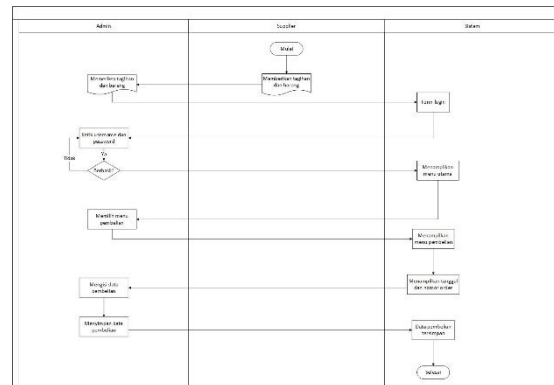 Admin
Supplier
Sistem
Mulai
Menerima tagihan
dan barang
Memberikan tagihan
dan barang
Form login
Entri username dan
password
Ya
Tidak
Menampilkan
menu utama
Memilih menu
pembelian
Menampilkan
menu pembelian
Mengisi data
pembelian
Menampilkan tanggal
dan nomor order
Menyimpan data
pembelian
Data pembelian
tersimpan
Selesai